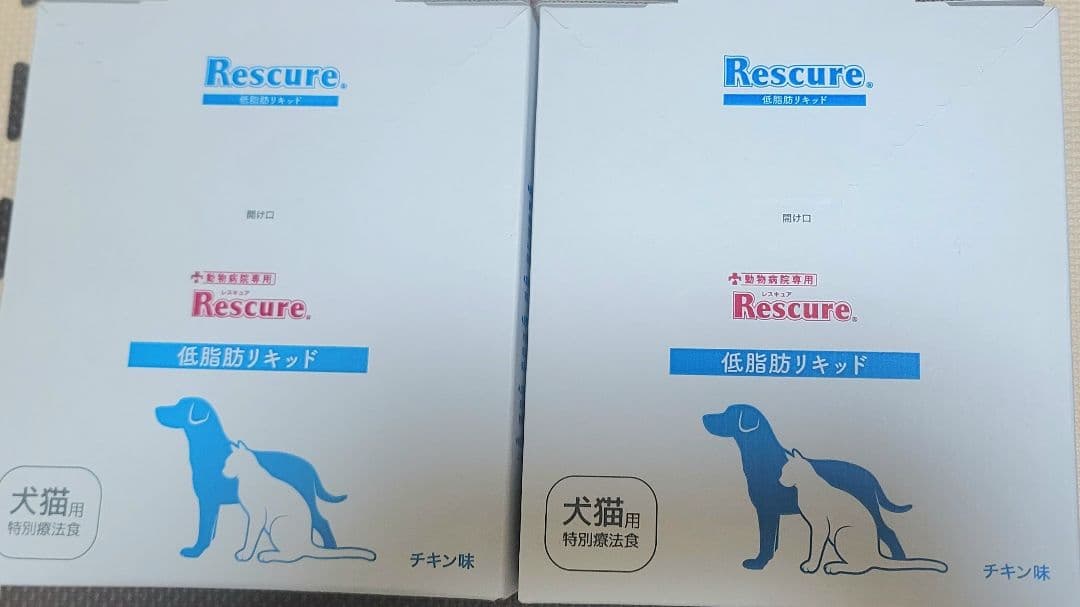 Rescure®
低脂肪リキッド
開け口
動物病院専用
レスキュア
Rescure®
低脂肪リキッド
犬猫用
特別療法食
チキン味
Rescure®
低脂肪リキッド
開け口
動物病院専用
レスキュア
Rescure®
低脂肪リキッド
犬猫用
特別療法食
チキン味